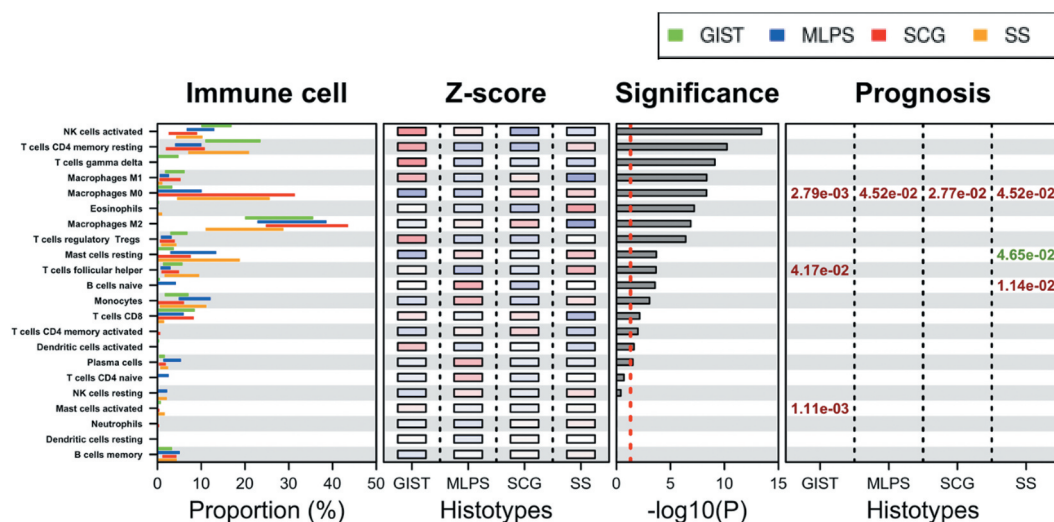 GIST MLPS SCG SS
Immune cell Z-score Significance Prognosis
NK cells activated
T cells CD4 memory resting
T cells gamma delta
Macrophages M1
Macrophages M0 2.79e-03 4.52e-02 2.77e-02 4.52e-02
Eosinophils
Macrophages M2
T cells regulatory Tregs
Mast cells resting 4.65e-02
T cells follicular helper 4.17e-02
B cells naive 1.14e-02
Monocytes
T cells CD8
T cells CD4 memory activated
Dendritic cells activated
Plasma cells
T cells CD4 naive
NK cells resting
Mast cells activated 1.11e-03
Neutrophils
Dendritic cells resting
B cells memory
0 10 20 30 40 50 GIST MLPS SCG SS 0 5 10 15 GIST MLPS SCG SS
Proportion (%) Histotypes -log10(P) Histotypes